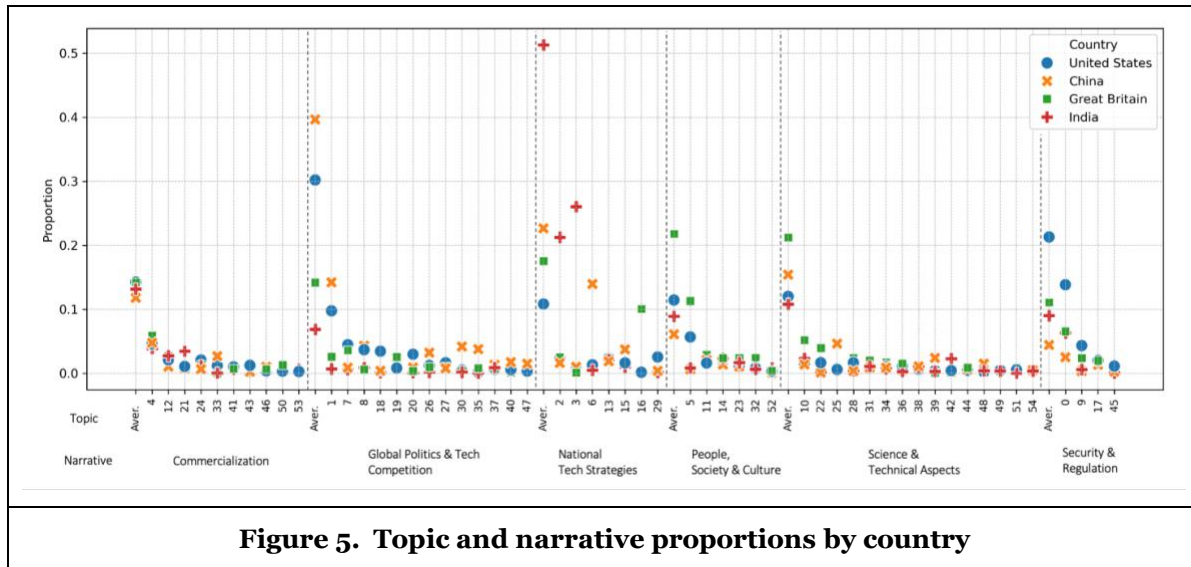 0.5
0.4
0.3
0.2
0.1
0.0
Proportion
Country
United States
China
Great Britain
India
Topic
Aver. 4 12 21 24 33 41 43 46 50 53 Aver. 1 7 8 18 19 20 26 27 30 35 37 40 47 Aver. 2 3 6 13 15 16 29 Aver. 5 11 14 23 32 52 Aver. 10 22 25 28 31 34 36 38 39 42 44 48 49 51 54 Aver. 0 9 17 45
Narrative
Commercialization
Global Politics & Tech
Competition
National
Tech Strategies
People,
Society & Culture
Science &
Technical Aspects
Security &
Regulation
Figure 5. Topic and narrative proportions by country